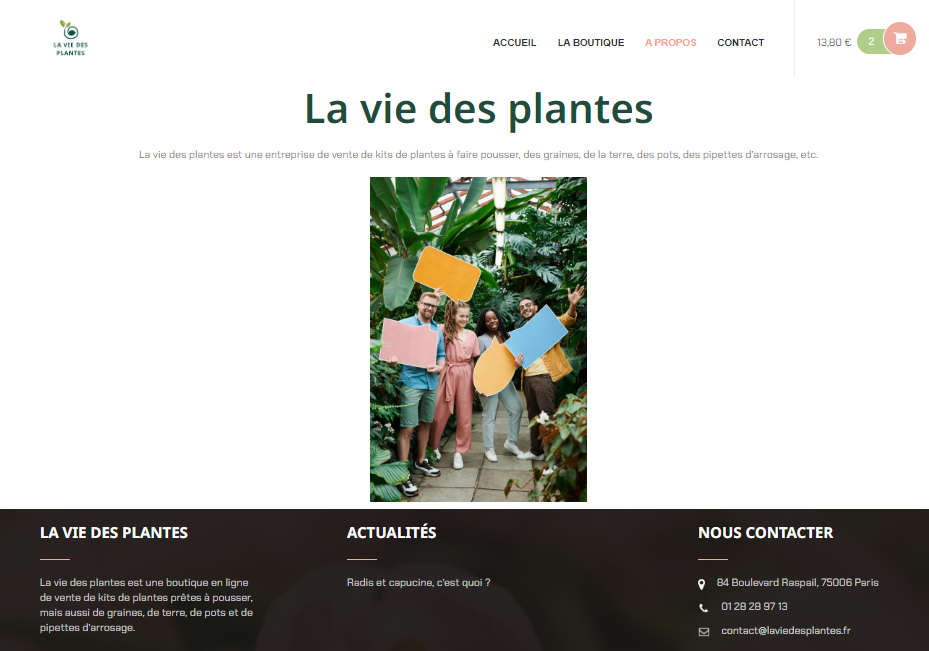 LA VIE DES
PLANTES
ACCUEIL LA BOUTIQUE A PROPOS CONTACT 13,80 € 2
La vie des plantes
La vie des plantes est une entreprise de vente de kits de plantes à faire pousser, des graines, de la terre, des pots, des pipettes d'arrosage, etc.
LA VIE DES PLANTES
La vie des plantes est une boutique en ligne
de vente de kits de plantes prêtes à pousser,
mais aussi de graines, de terre, de pots et de
pipettes d'arrosage.
ACTUALITÉS
Radis et capucine, c'est quoi ?
NOUS CONTACTER
84 Boulevard Raspail, 75006 Paris
01 28 28 97 13
contact@laviedesplantes.fr